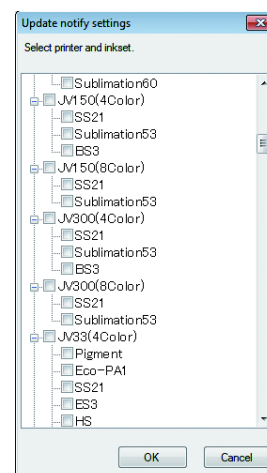 Update notify settings
Select printer and inkset.
Sublimation60
JV150(4Color)
SS21
Sublimation53
BS3
JV150(8Color)
SS21
Sublimation53
JV300(4Color)
SS21
Sublimation53
BS3
JV300(8Color)
SS21
Sublimation53
JV33(4Color)
Pigment
Eco-PA1
SS21
ES3
HS
OK Cancel